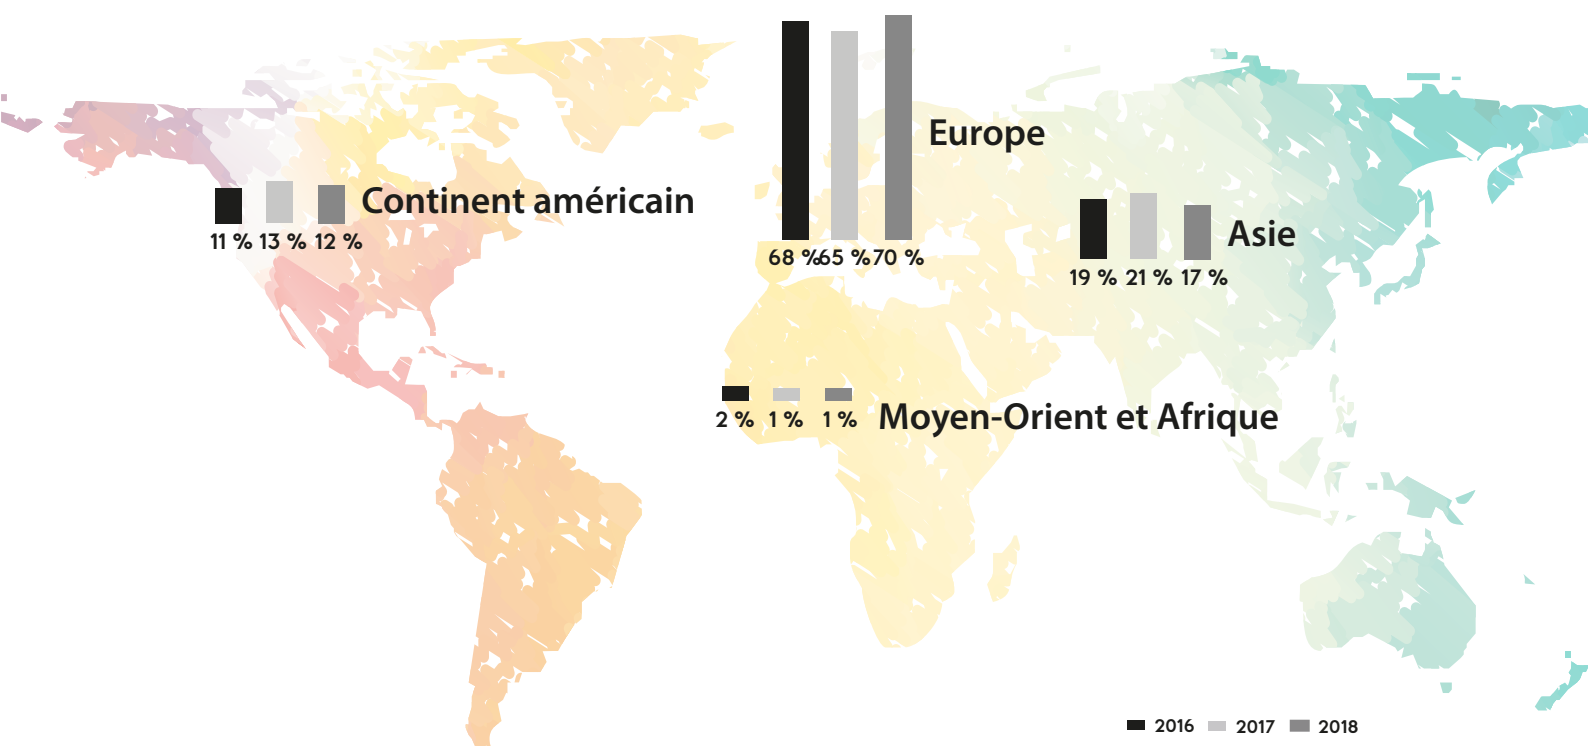 Europe
68 % 65 % 70 %
Continent américain
11 % 13 % 12 %
Asie
19 % 21 % 17 %
Moyen-Orient et Afrique
2 % 1 % 1 %
2016 2017 2018